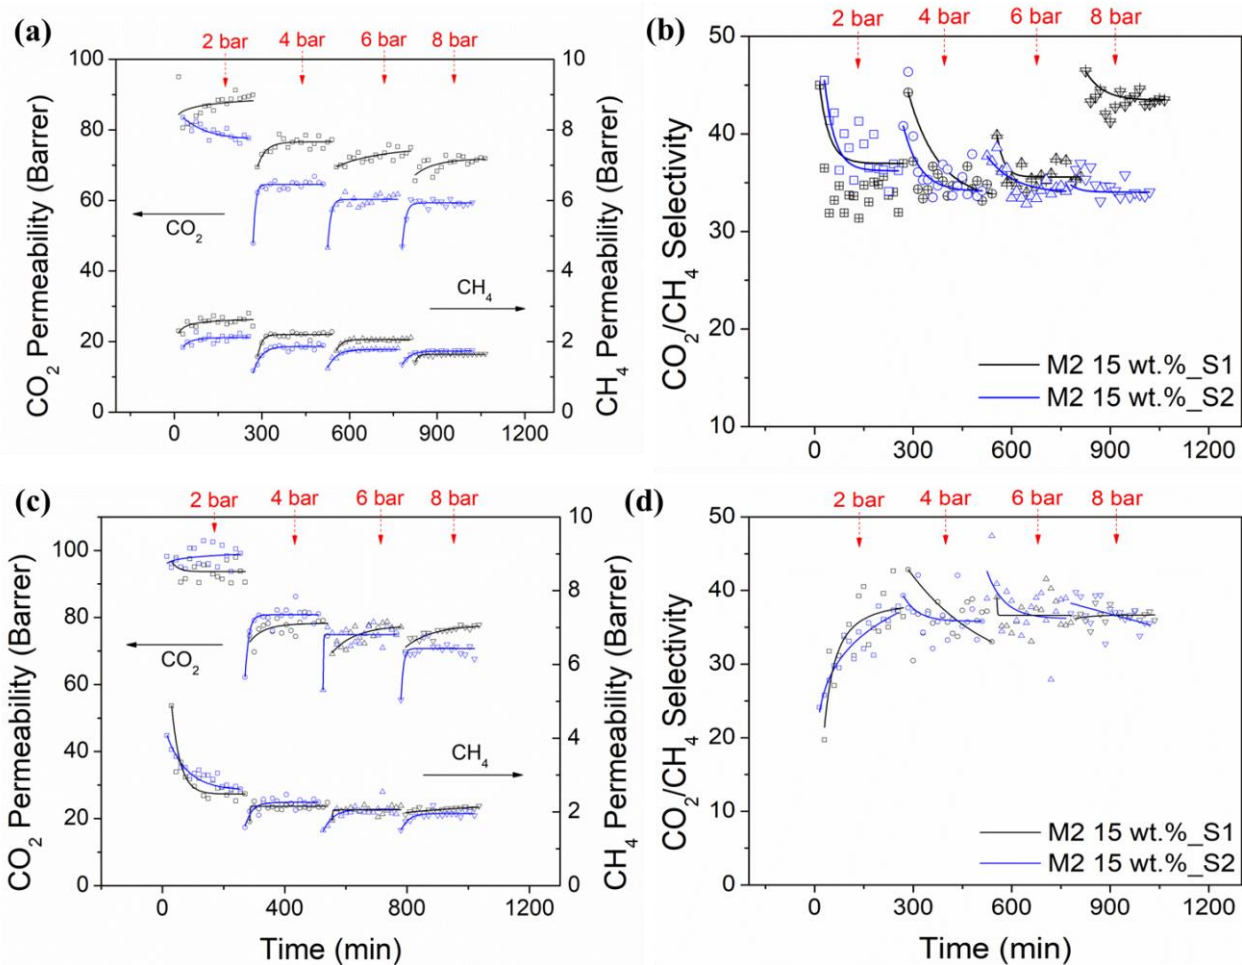 (a)
2 bar 4 bar 6 bar 8 bar
100
80
60
40
20
0
10
8
6
4
2
0
CO2 Permeability (Barrer)
CH4 Permeability (Barrer)
CO2
CH4
0 300 600 900 1200
(b)
2 bar 4 bar 6 bar 8 bar
50
40
30
20
10
CO2/CH4 Selectivity
M2 15 wt.%_S1
M2 15 wt.%_S2
0 300 600 900 1200
(c)
2 bar 4 bar 6 bar 8 bar
100
80
60
40
20
0
10
8
6
4
2
0
CO2 Permeability (Barrer)
CH4 Permeability (Barrer)
CO2
CH4
0 400 800 1200
Time (min)
(d)
2 bar 4 bar 6 bar 8 bar
50
40
30
20
10
0
CO2/CH4 Selectivity
M2 15 wt.%_S1
M2 15 wt.%_S2
0 300 600 900 1200
Time (min)